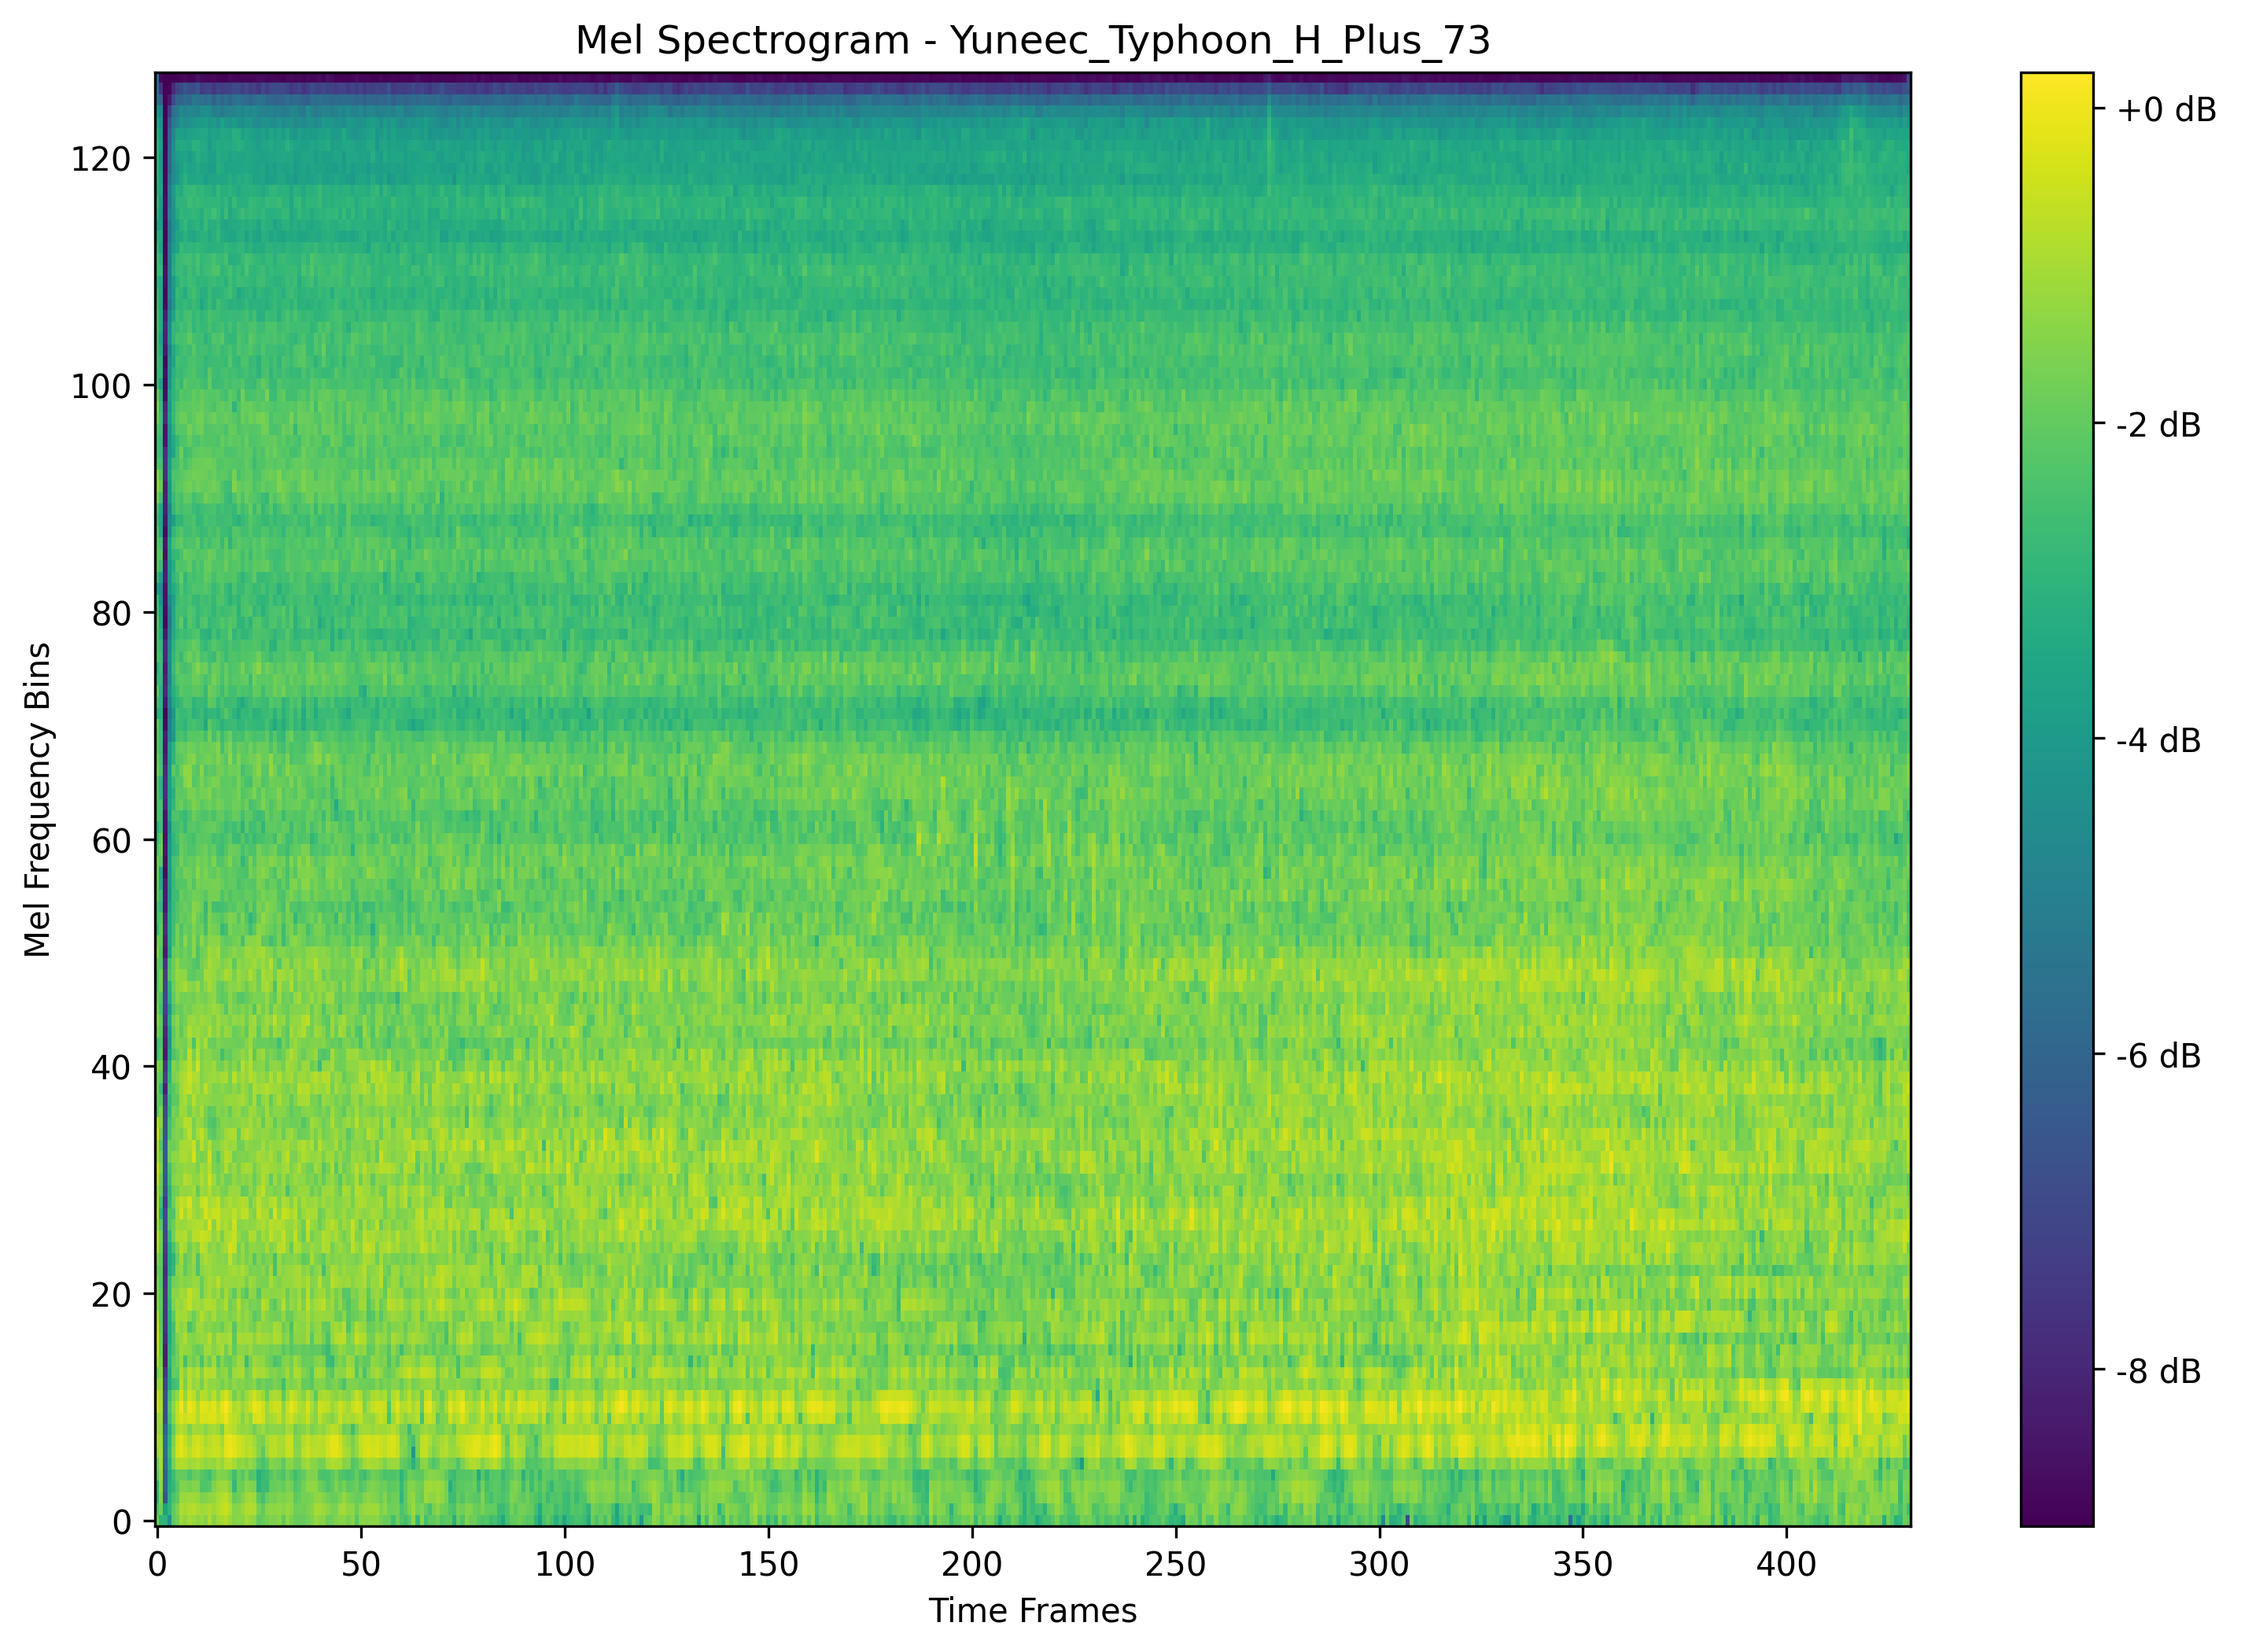 Mel Spectrogram - Yuneec_Typhoon_H_Plus_73
Mel Frequency Bins
120
100
80
60
40
20
0
0 50 100 150 200 250 300 350 400
Time Frames
+0 dB
-2 dB
-4 dB
-6 dB
-8 dB